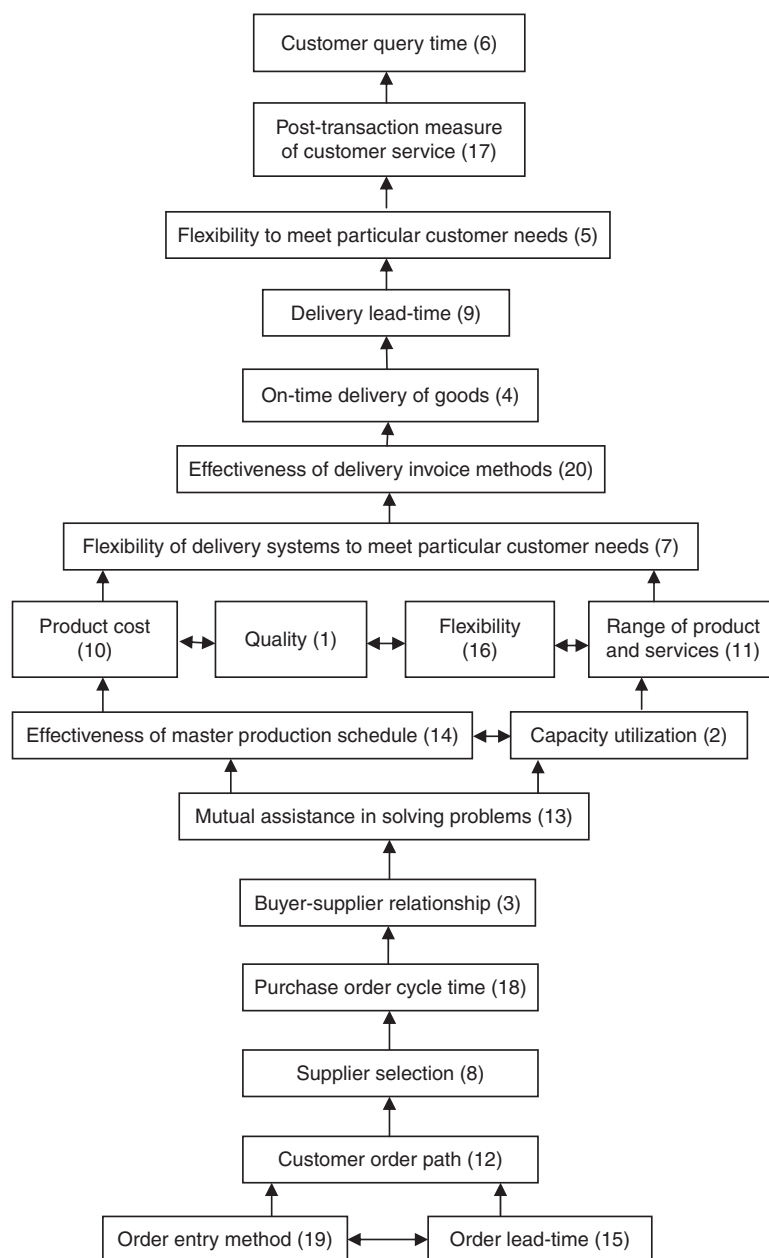 Customer query time (6)
Post-transaction measure
of customer service (17)
Flexibility to meet particular customer needs (5)
Delivery lead-time (9)
On-time delivery of goods (4)
Effectiveness of delivery invoice methods (20)
Flexibility of delivery systems to meet particular customer needs (7)
Product cost
(10)
Quality (1)
Flexibility
(16)
Range of product
and services (11)
Effectiveness of master production schedule (14)
Capacity utilization (2)
Mutual assistance in solving problems (13)
Buyer-supplier relationship (3)
Purchase order cycle time (18)
Supplier selection (8)
Customer order path (12)
Order entry method (19)
Order lead-time (15)